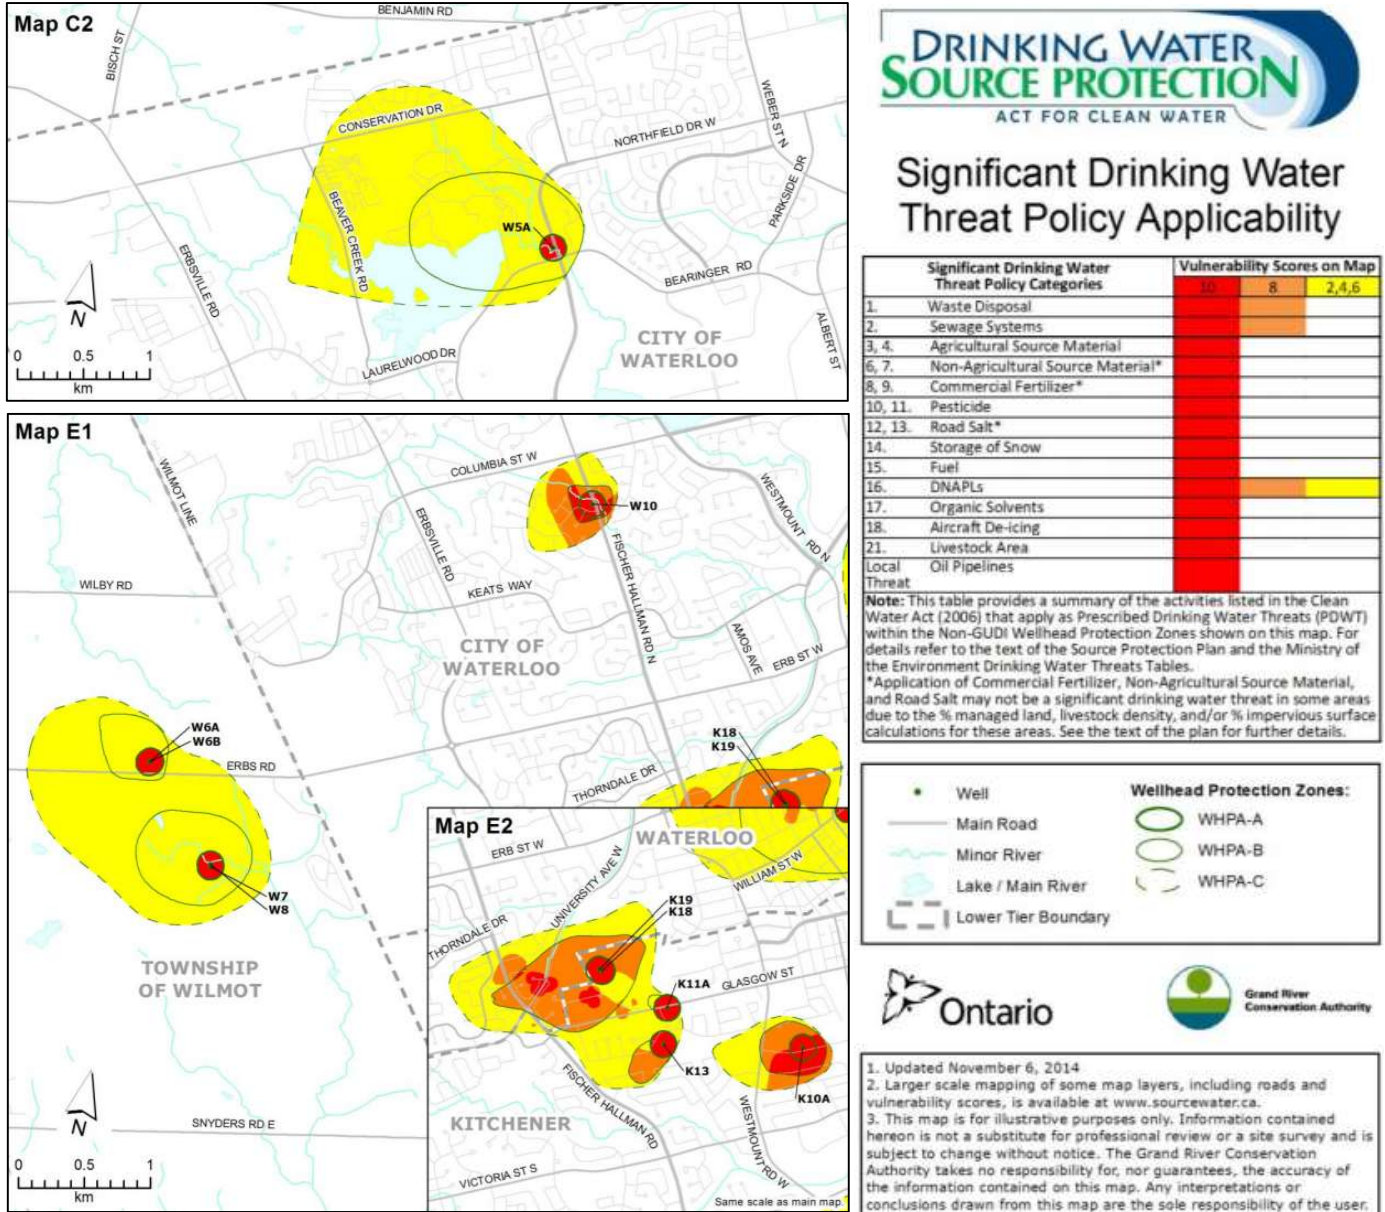 Map C2
BENJAMIN RD
BISCH ST
CONSERVATION DR
WEBER ST N
NORTHFIELD DR W
PARKSIDE DR
BEAVER CREEK RD
W5A
ERBSVILLE RD
BEARINGER RD
N
CITY OF
WATERLOO
ALBERT ST
LAURELWOOD DR
0 0.5 1
km
Map E1
WILMOT LINE
COLUMBIA ST W
WESTMOUNT RD N
W10
ERBSVILLE RD
FISCHER HALLMAN RD N
WILBY RD
KEATS WAY
AMOS AVE
CITY OF
WATERLOO
ERB ST W
W6A
W6B
K18
K19
ERBS RD
THORNDALE DR
W7
W8
TOWNSHIP
OF WILMOT
N
SNYDERS RD E
0 0.5 1
km
Map E2
WATERLOO
ERB ST W
UNIVERSITY AVE W
WILLIAM ST W
K19
K18
THORNDALE DR
K11A
GLASGOW ST
K13
K10A
FISCHER HALLMAN RD
WESTMOUNT RD W
KITCHENER
VICTORIA ST S
Same scale as main map.
DRINKING WATER
SOURCE PROTECTION
ACT FOR CLEAN WATER
Significant Drinking Water
Threat Policy Applicability
Significant Drinking Water
Threat Policy Categories
Vulnerability Scores on Map
10 8 2,4,6
1. Waste Disposal
2. Sewage Systems
3, 4. Agricultural Source Material
6, 7. Non-Agricultural Source Material*
8, 9. Commercial Fertilizer*
10, 11. Pesticide
12, 13. Road Salt*
14. Storage of Snow
15. Fuel
16. DNAPLs
17. Organic Solvents
18. Aircraft De-icing
21. Livestock Area
Local Oil Pipelines
Threat
Note: This table provides a summary of the activities listed in the Clean
Water Act (2006) that apply as Prescribed Drinking Water Threats (PDWT)
within the Non-GUDI Wellhead Protection Zones shown on this map. For
details refer to the text of the Source Protection Plan and the Ministry of
the Environment Drinking Water Threats Tables.
*Application of Commercial Fertilizer, Non-Agricultural Source Material,
and Road Salt may not be a significant drinking water threat in some areas
due to the % managed land, livestock density, and/or % impervious surface
calculations for these areas. See the text of the plan for further details.
Well
Main Road
Minor River
Lake / Main River
Lower Tier Boundary
Wellhead Protection Zones:
WHPA-A
WHPA-B
WHPA-C
Ontario
Grand River
Conservation Authority
1. Updated November 6, 2014
2. Larger scale mapping of some map layers, including roads and
vulnerability scores, is available at www.sourcewater.ca.
3. This map is for illustrative purposes only. Information contained
hereon is not a substitute for professional review or a site survey and is
subject to change without notice. The Grand River Conservation
Authority takes no responsibility for, nor guarantees, the accuracy of
the information contained on this map. Any interpretations or
conclusions drawn from this map are the sole responsibility of the user.